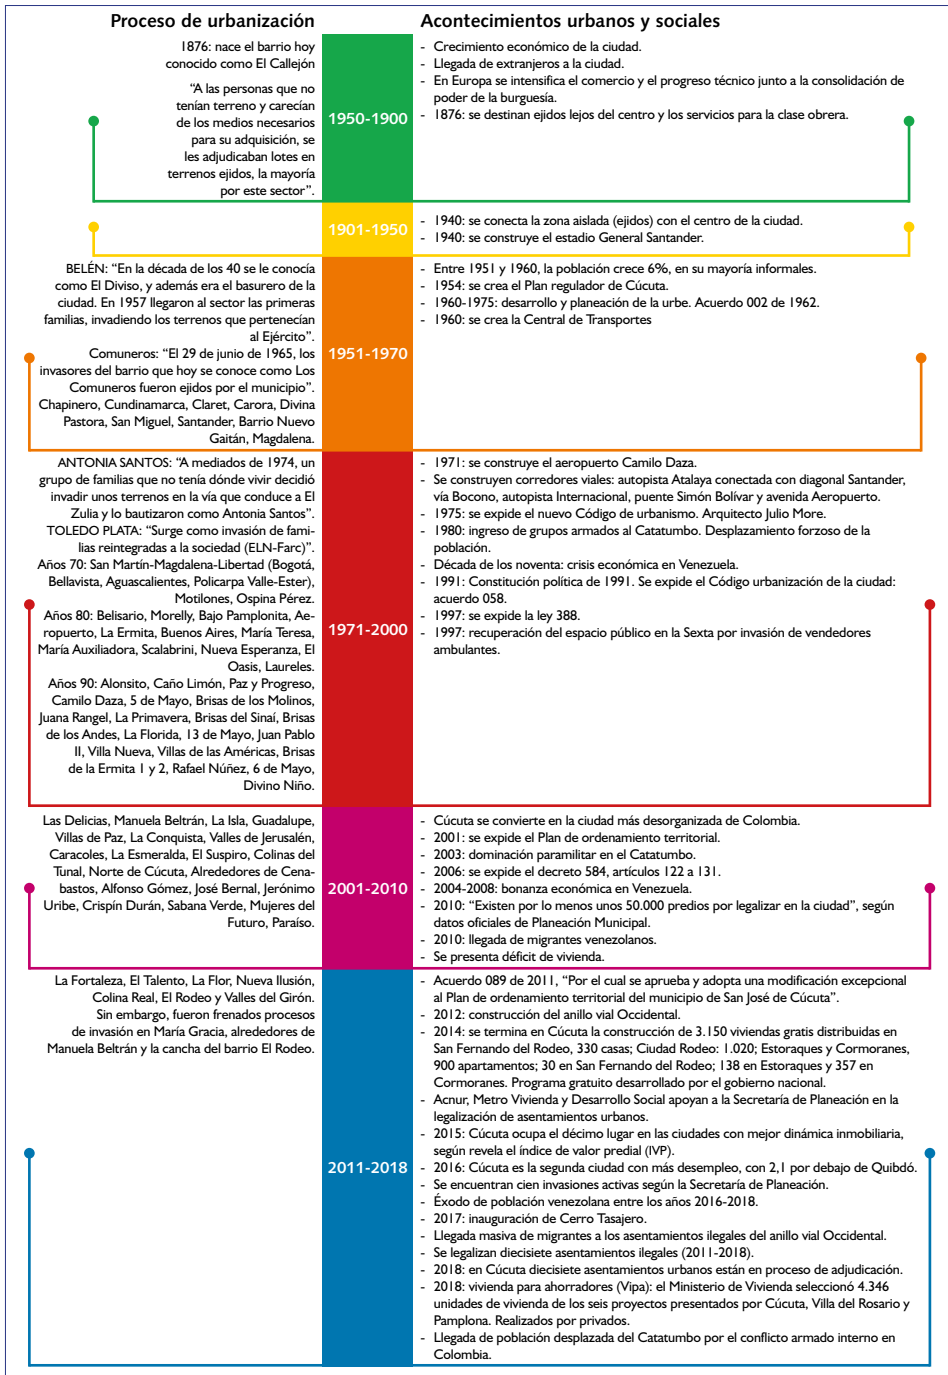 Proceso de urbanización
Acontecimientos urbanos y sociales
1876: nace el barrio hoy
conocido como El Callejón
“A las personas que no
tenían terreno y carecían
de los medios necesarios
para su adquisición, se
les adjudicaban lotes en
terrenos ejidos, la mayoría
por este sector”.
1950-1900
- Crecimiento económico de la ciudad.
- Llegada de extranjeros a la ciudad.
- En Europa se intensifica el comercio y el progreso técnico junto a la consolidación de
poder de la burguesía.
- 1876: se destinan ejidos lejos del centro y los servicios para la clase obrera.
1901-1950
- 1940: se conecta la zona aislada (ejidos) con el centro de la ciudad.
- 1940: se construye el estadio General Santander.
BELÉN: “En la década de los 40 se le conocía
como El Diviso, y además era el basurero de la
ciudad. En 1957 llegaron al sector las primeras
familias, invadiendo los terrenos que pertenecían
al Ejército”.
Comuneros: “El 29 de junio de 1965, los
invasores del barrio que hoy se conoce como Los
Comuneros fueron ejidos por el municipio”.
Chapinero, Cundinamarca, Claret, Carora, Divina
Pastora, San Miguel, Santander, Barrio Nuevo
Gaitán, Magdalena.
1951-1970
- Entre 1951 y 1960, la población crece 6%, en su mayoría informales.
- 1954: se crea el Plan regulador de Cúcuta.
- 1960-1975: desarrollo y planeación de la urbe. Acuerdo 002 de 1962.
- 1960: se crea la Central de Transportes
ANTONIA SANTOS: “A mediados de 1974, un
grupo de familias que no tenía dónde vivir decidió
invadir unos terrenos en la vía que conduce a El
Zulia y lo bautizaron como Antonia Santos”.
TOLEDO PLATA: “Surge como invasión de fami-
lias reintegradas a la sociedad (ELN-Farc)”.
Años 70: San Martín-Magdalena-Libertad (Bogotá,
Bellavista, Aguascalientes, Policarpa Valle-Ester),
Motilones, Ospina Pérez.
Años 80: Belisario, Morelly, Bajo Pamplonita, Ae-
ropuerto, La Ermita, Buenos Aires, María Teresa,
María Auxiliadora, Scalabrini, Nueva Esperanza, El
Oasis, Laureles.
Años 90: Alonsito, Caño Limón, Paz y Progreso,
Camilo Daza, 5 de Mayo, Brisas de los Molinos,
Juana Rangel, La Primavera, Brisas del Sinaí, Brisas
de los Andes, La Florida, 13 de Mayo, Juan Pablo
II, Villa Nueva, Villas de las Américas, Brisas
de la Ermita 1 y 2, Rafael Núñez, 6 de Mayo,
Divino Niño.
1971-2000
- 1971: se construye el aeropuerto Camilo Daza.
- Se construyen corredores viales: autopista Atalaya conectada con diagonal Santander,
vía Bocono, autopista Internacional, puente Simón Bolívar y avenida Aeropuerto.
- 1975: se expide el nuevo Código de urbanismo. Arquitecto Julio More.
- 1980: ingreso de grupos armados al Catatumbo. Desplazamiento forzoso de la
población.
- Década de los noventa: crisis económica en Venezuela.
- 1991: Constitución política de 1991. Se expide el Código urbanización de la ciudad:
acuerdo 058.
- 1997: se expide la ley 388.
- 1997: recuperación del espacio público en la Sexta por invasión de vendedores
ambulantes.
Las Delicias, Manuela Beltrán, La Isla, Guadalupe,
Villas de Paz, La Conquista, Valles de Jerusalén,
Caracoles, La Esmeralda, El Suspiro, Colinas del
Tunal, Norte de Cúcuta, Alrededores de Cena-
bastos, Alfonso Gómez, José Bernal, Jerónimo
Uribe, Crispín Durán, Sabana Verde, Mujeres del
Futuro, Paraíso.
2001-2010
- Cúcuta se convierte en la ciudad más desorganizada de Colombia.
- 2001: se expide el Plan de ordenamiento territorial.
- 2003: dominación paramilitar en el Catatumbo.
- 2006: se expide el decreto 584, artículos 122 a 131.
- 2004-2008: bonanza económica en Venezuela.
- 2010: “Existen por lo menos unos 50.000 predios por legalizar en la ciudad”, según
datos oficiales de Planeación Municipal.
- 2010: llegada de migrantes venezolanos.
- Se presenta déficit de vivienda.
La Fortaleza, El Talento, La Flor, Nueva Ilusión,
Colina Real, El Rodeo y Valles del Girón.
Sin embargo, fueron frenados procesos
de invasión en María Gracia, alrededores de
Manuela Beltrán y la cancha del barrio El Rodeo.
2011-2018
- Acuerdo 089 de 2011, “Por el cual se aprueba y adopta una modificación excepcional
al Plan de ordenamiento territorial del municipio de San José de Cúcuta”.
- 2012: construcción del anillo vial Occidental.
- 2014: se termina en Cúcuta la construcción de 3.150 viviendas gratis distribuidas en
San Fernando del Rodeo, 330 casas; Ciudad Rodeo: 1.020; Estoraques y Cormoranes,
900 apartamentos; 30 en San Fernando del Rodeo; 138 en Estoraques y 357 en
Cormoranes. Programa gratuito desarrollado por el gobierno nacional.
- Acnur, Metro Vivienda y Desarrollo Social apoyan a la Secretaría de Planeación en la
legalización de asentamientos urbanos.
- 2015: Cúcuta ocupa el décimo lugar en las ciudades con mejor dinámica inmobiliaria,
según revela el índice de valor predial (IVP).
- 2016: Cúcuta es la segunda ciudad con más desempleo, con 2,1 por debajo de Quibdó.
- Se encuentran cien invasiones activas según la Secretaría de Planeación.
- Éxodo de población venezolana entre los años 2016-2018.
- 2017: inauguración de Cerro Tasajero.
- Llegada masiva de migrantes a los asentamientos ilegales del anillo vial Occidental.
- Se legalizan diecisiete asentamientos ilegales (2011-2018).
- 2018: en Cúcuta diecisiete asentamientos urbanos están en proceso de adjudicación.
- 2018: vivienda para ahorradores (Vipa): el Ministerio de Vivienda seleccionó 4.346
unidades de vivienda de los seis proyectos presentados por Cúcuta, Villa del Rosario y
Pamplona. Realizados por privados.
- Llegada de población desplazada del Catatumbo por el conflicto armado interno en
Colombia.